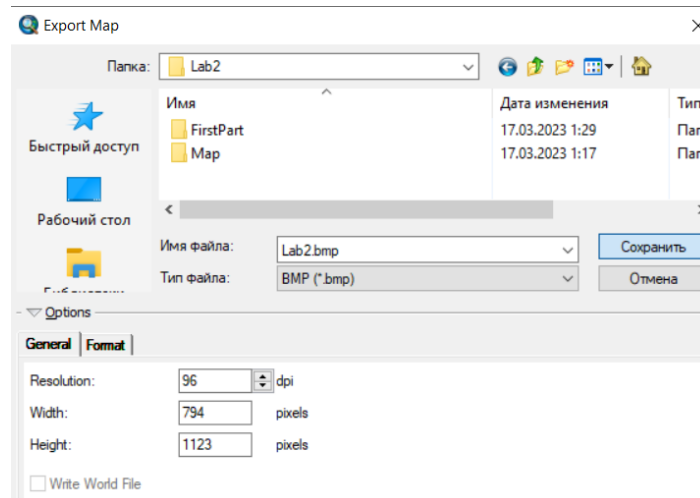 Export Map
Папка: Lab2
Имя Дата изменения Тип
FirstPart 17.03.2023 1:29 Пап
Map 17.03.2023 1:17 Пап
Быстрый доступ
Рабочий стол
Имя файла: Lab2.bmp Сохранить
Тип файла: BMP (*.bmp) Отмена
Options
General Format
Resolution: 96 dpi
Width: 794 pixels
Height: 1123 pixels
Write World File